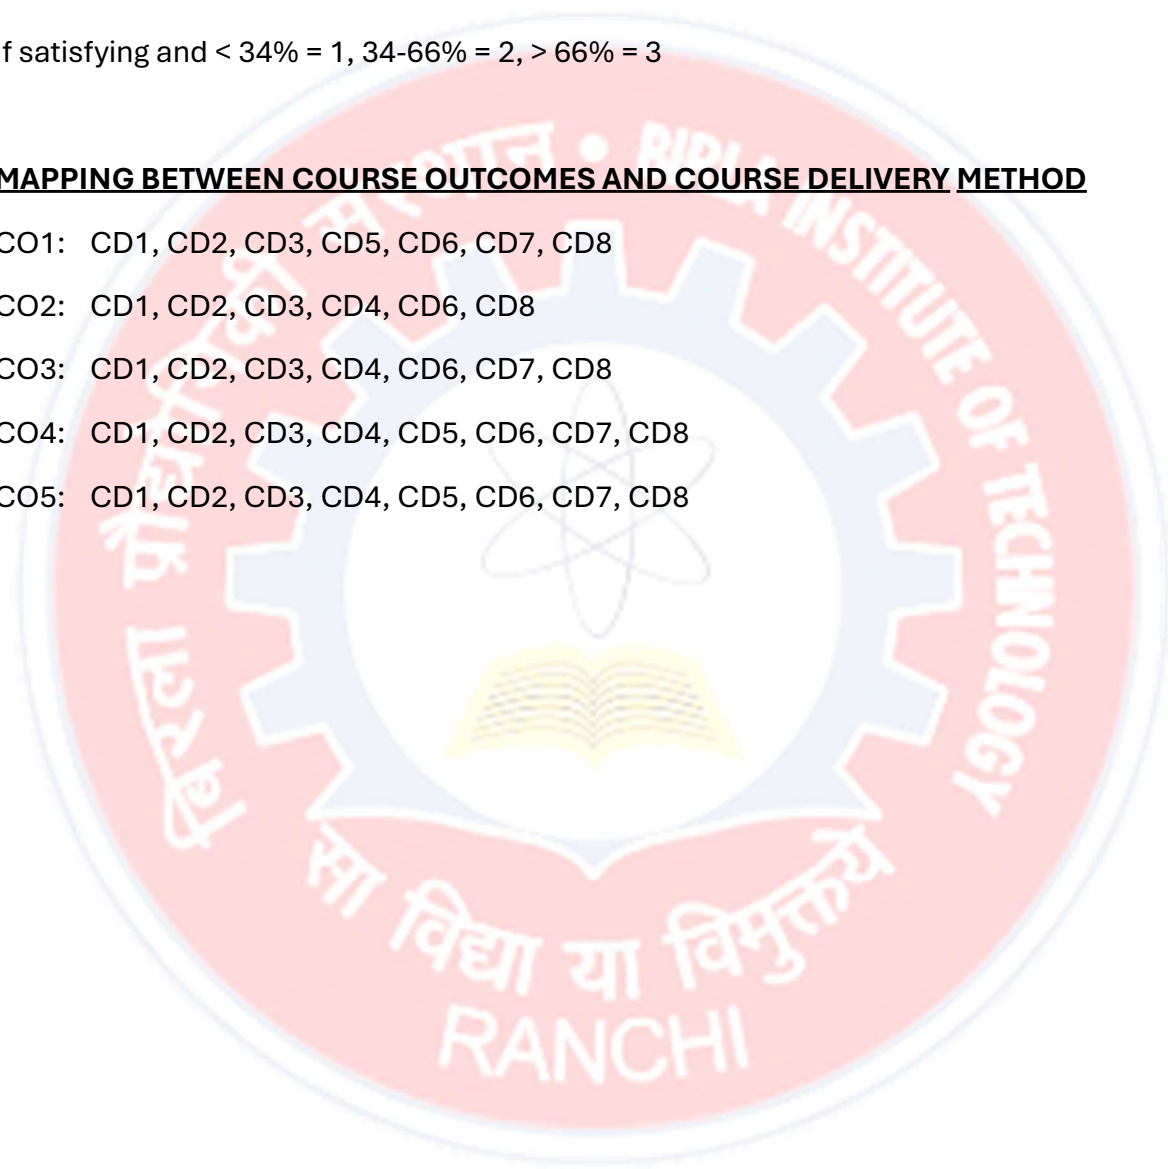 f satisfying and < 34% = 1, 34-66% = 2, > 66% = 3
MAPPING BETWEEN COURSE OUTCOMES AND COURSE DELIVERY METHOD
CO1: CD1, CD2, CD3, CD5, CD6, CD7, CD8
CO2: CD1, CD2, CD3, CD4, CD6, CD8
CO3: CD1, CD2, CD3, CD4, CD6, CD7, CD8
CO4: CD1, CD2, CD3, CD4, CD5, CD6, CD7, CD8
CO5: CD1, CD2, CD3, CD4, CD5, CD6, CD7, CD8
बिरला प्रौद्योगिकी संस्थान • BIRLA INSTITUTE OF TECHNOLOGY
सा विद्या या विमुक्तये
RANCHI